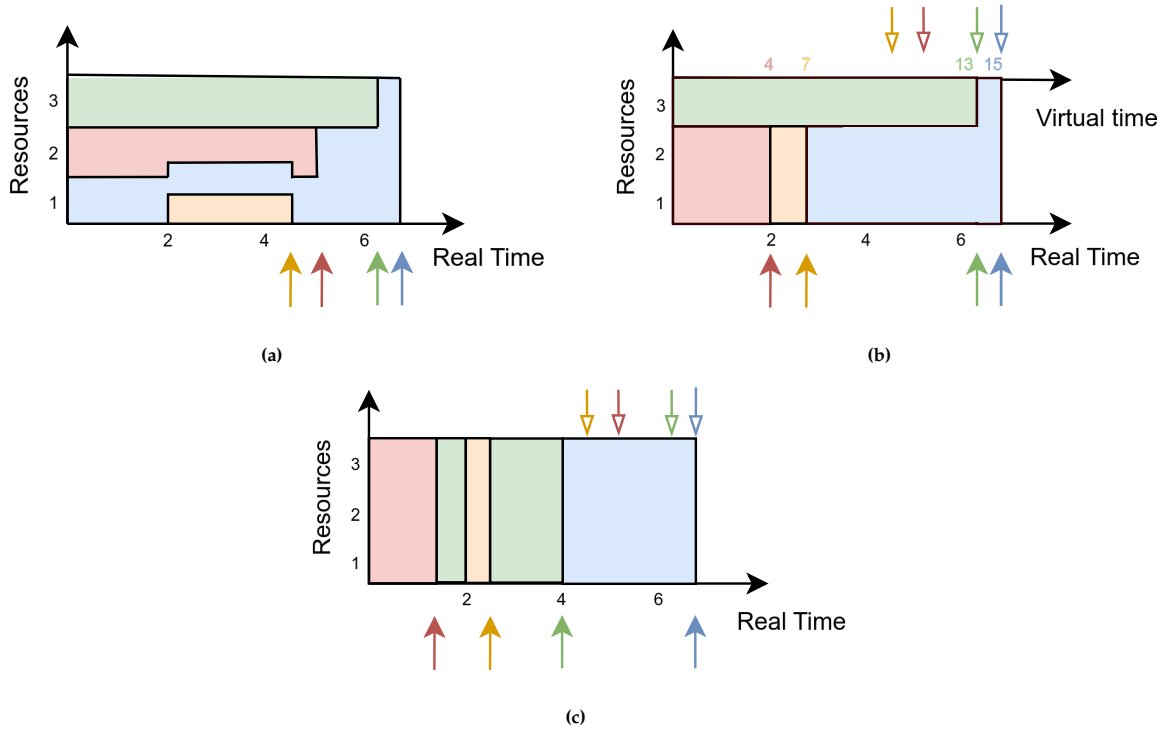 Resources
3
2
1
2 4 6
Real Time
(a)
4 7 13 15
Virtual time
Resources
3
2
1
2 4 6
Real Time
(b)
Resources
3
2
1
2 4 6
Real Time
(c)